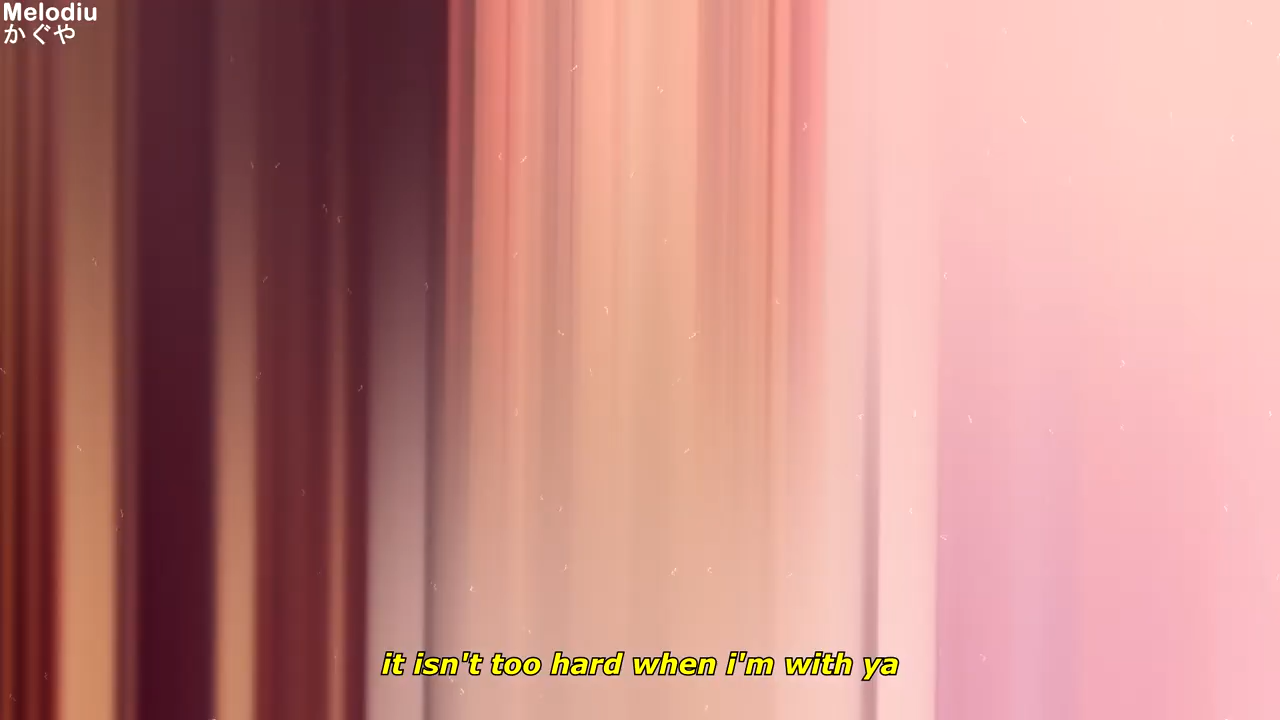 Melodiu
かぐや
it isn't too hard when i'm with ya